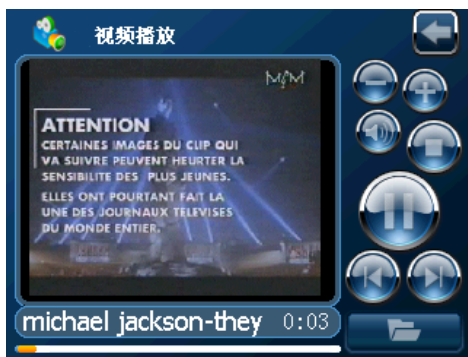 视频播放
MCM
ATTENTION
CERTAINES IMAGES DU CLIP QUI
VA SUIVRE PEUVENT HEURTER LA
SENSIBILITE DES PLUS JEUNES.
ELLES ONT POURTANT FAIT LA
UNE DES JOURNAUX TELEVISES
DU MONDE ENTIER.
michael jackson-they 0:03